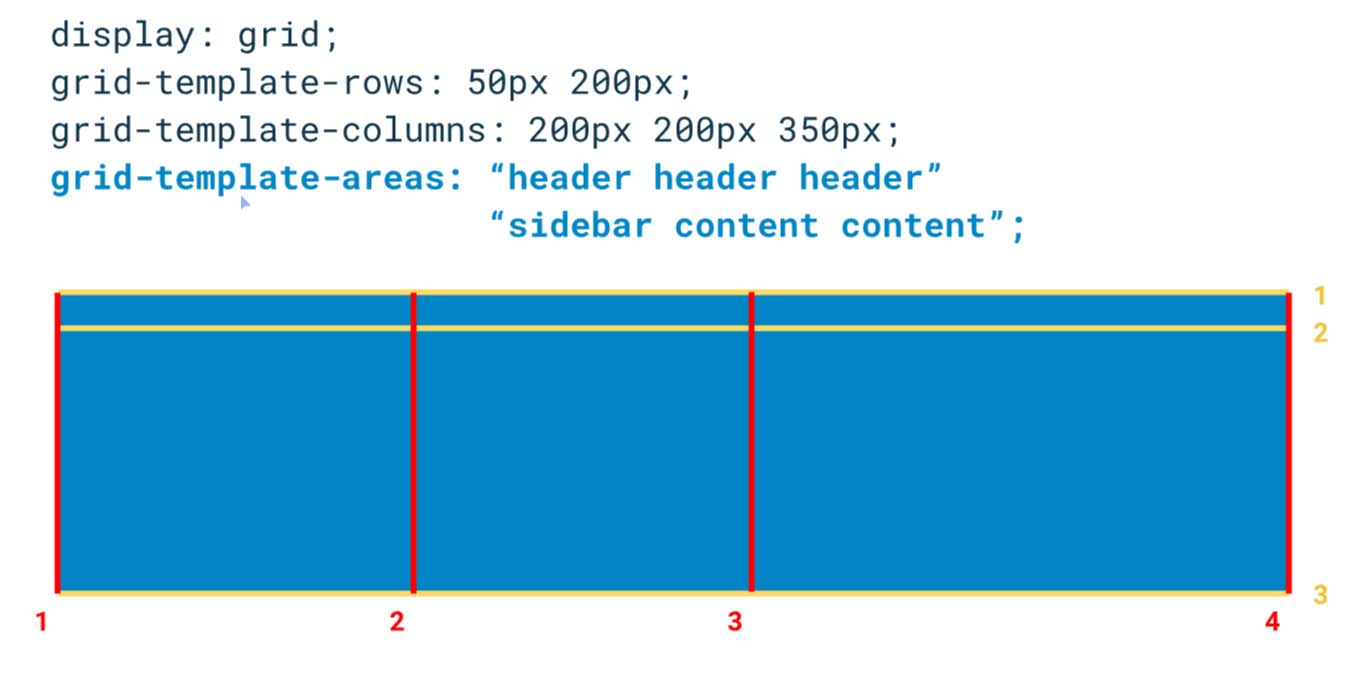 display: grid;
grid-template-rows: 50px 200px;
grid-template-columns: 200px 200px 350px;
grid-template-areas: “header header header”
“sidebar content content”;
1
2
3
1 2 3 4